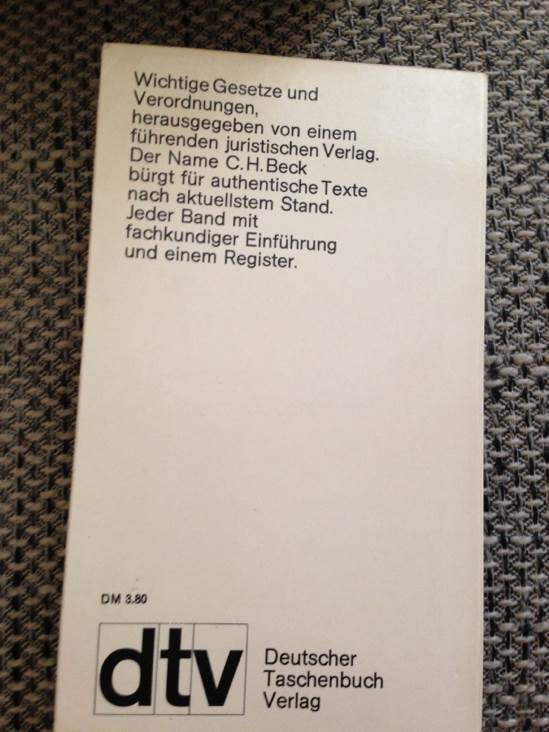 Wichtige Gesetze und
Verordnungen,
herausgegeben von einem
führenden juristischen Verlag.
Der Name C.H.Beck
bürgt für authentische Texte
nach aktuellstem Stand.
Jeder Band mit
fachkundiger Einführung
und einem Register.
DM 3.80
dtv
Deutscher
Taschenbuch
Verlag